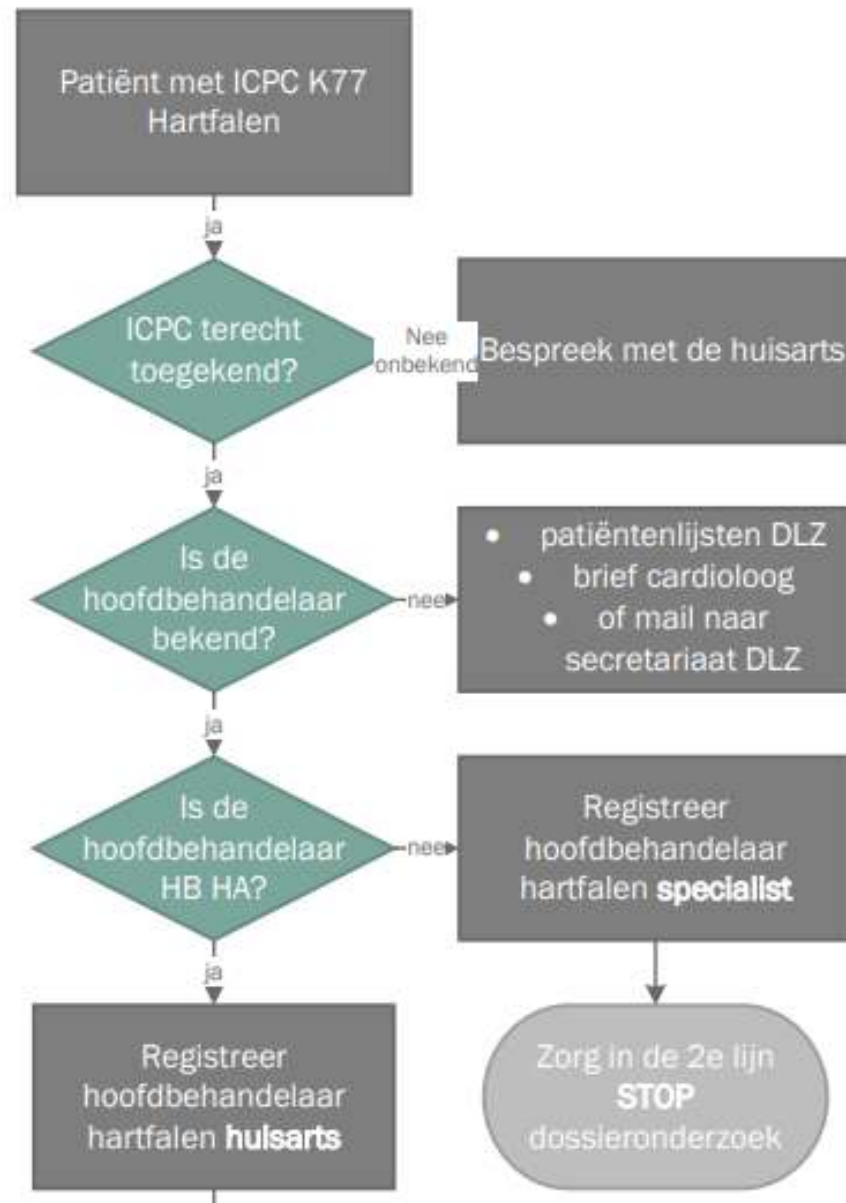 Patiënt met ICPC K77
Hartfalen
ja
ICPC terecht
toegekend?
Nee
onbekend
Bespreek met de huisarts
ja
Is de
hoofdbehandelaar
bekend?
nee
• patiëntenlijsten DLZ
• brief cardioloog
• of mail naar
secretariaat DLZ
ja
Is de
hoofdbehandelaar
HB HA?
nee
Registreer
hoofdbehandelaar
hartfalen specialist
ja
Registreer
hoofdbehandelaar
hartfalen huisarts
Zorg in de 2e lijn
STOP
dossieronderzoek